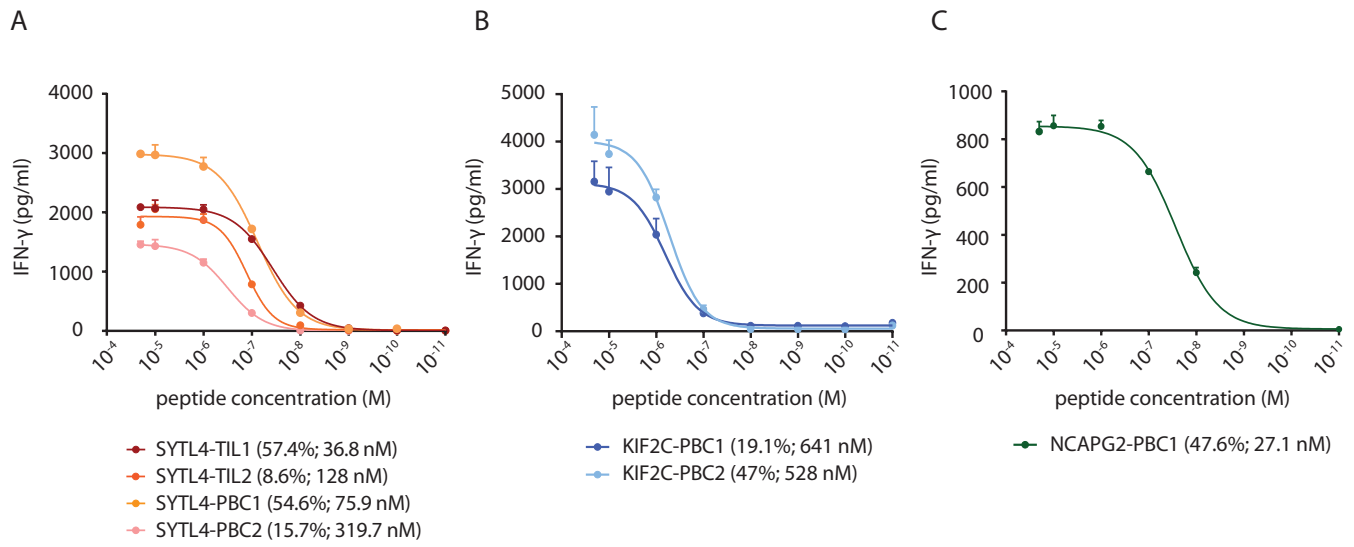 A
B
C
4000
3000
2000
1000
0
IFN-γ (pg/ml)
10⁻⁴
10⁻⁵
10⁻⁶
10⁻⁷
10⁻⁸
10⁻⁹
10⁻¹⁰
10⁻¹¹
peptide concentration (M)
SYTL4-TIL1 (57.4%; 36.8 nM)
SYTL4-TIL2 (8.6%; 128 nM)
SYTL4-PBC1 (54.6%; 75.9 nM)
SYTL4-PBC2 (15.7%; 319.7 nM)
5000
4000
3000
2000
1000
0
IFN-γ (pg/ml)
10⁻⁴
10⁻⁵
10⁻⁶
10⁻⁷
10⁻⁸
10⁻⁹
10⁻¹⁰
10⁻¹¹
peptide concentration (M)
KIF2C-PBC1 (19.1%; 641 nM)
KIF2C-PBC2 (47%; 528 nM)
1000
800
600
400
200
0
IFN-γ (pg/ml)
10⁻⁴
10⁻⁵
10⁻⁶
10⁻⁷
10⁻⁸
10⁻⁹
10⁻¹⁰
10⁻¹¹
peptide concentration (M)
NCAPG2-PBC1 (47.6%; 27.1 nM)